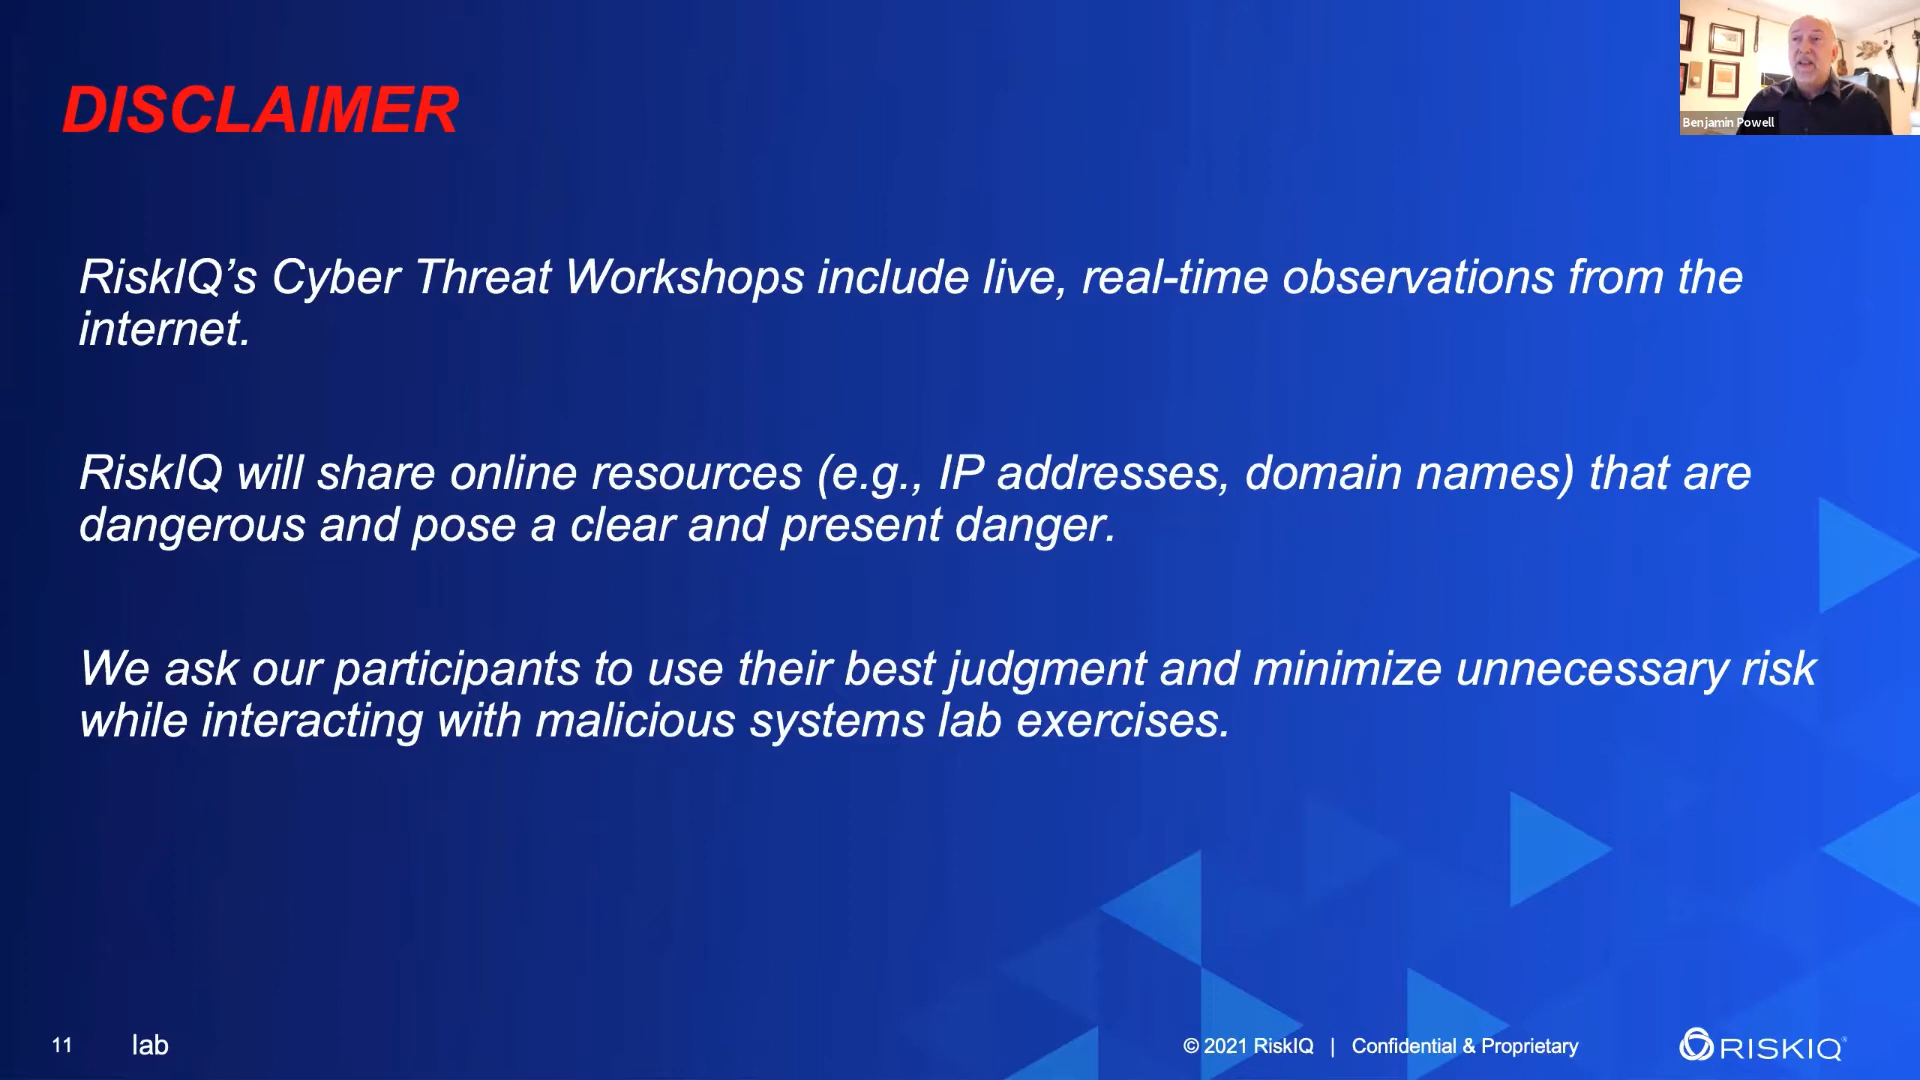 DISCLAIMER
Benjamin Powell
RiskIQ’s Cyber Threat Workshops include live, real-time observations from the
internet.
RiskIQ will share online resources (e.g., IP addresses, domain names) that are
dangerous and pose a clear and present danger.
We ask our participants to use their best judgment and minimize unnecessary risk
while interacting with malicious systems lab exercises.
11 lab © 2021 RiskIQ | Confidential & Proprietary RISKIQ